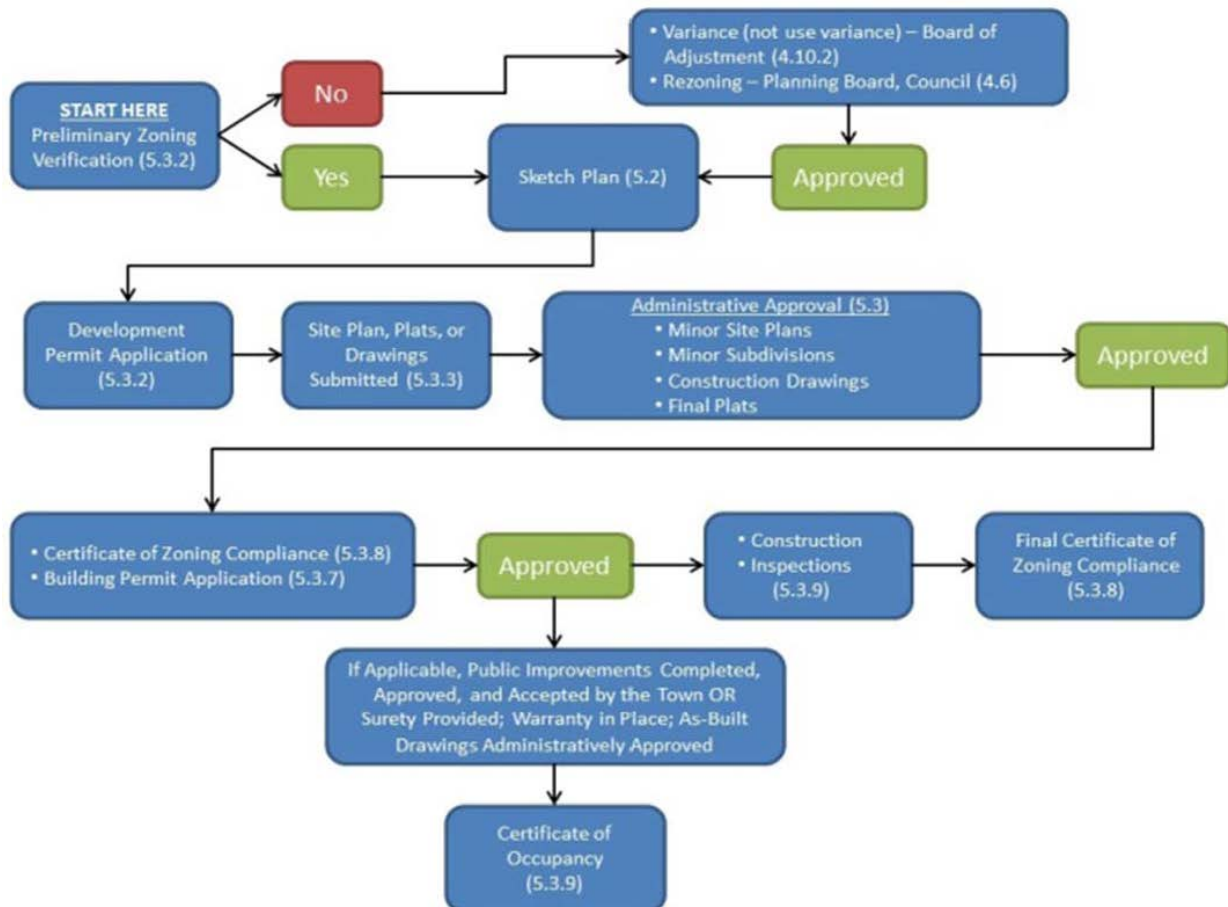 START HERE
Preliminary Zoning
Verification (5.3.2)
No
Yes
• Variance (not use variance) – Board of
Adjustment (4.10.2)
• Rezoning – Planning Board, Council (4.6)
Sketch Plan (5.2)
Approved
Development
Permit Application
(5.3.2)
Site Plan, Plats, or
Drawings
Submitted (5.3.3)
Administrative Approval (5.3)
• Minor Site Plans
• Minor Subdivisions
• Construction Drawings
• Final Plats
Approved
• Certificate of Zoning Compliance (5.3.8)
• Building Permit Application (5.3.7)
Approved
• Construction
• Inspections
(5.3.9)
Final Certificate of
Zoning Compliance
(5.3.8)
If Applicable, Public Improvements Completed,
Approved, and Accepted by the Town OR
Surety Provided; Warranty in Place; As-Built
Drawings Administratively Approved
Certificate of
Occupancy
(5.3.9)